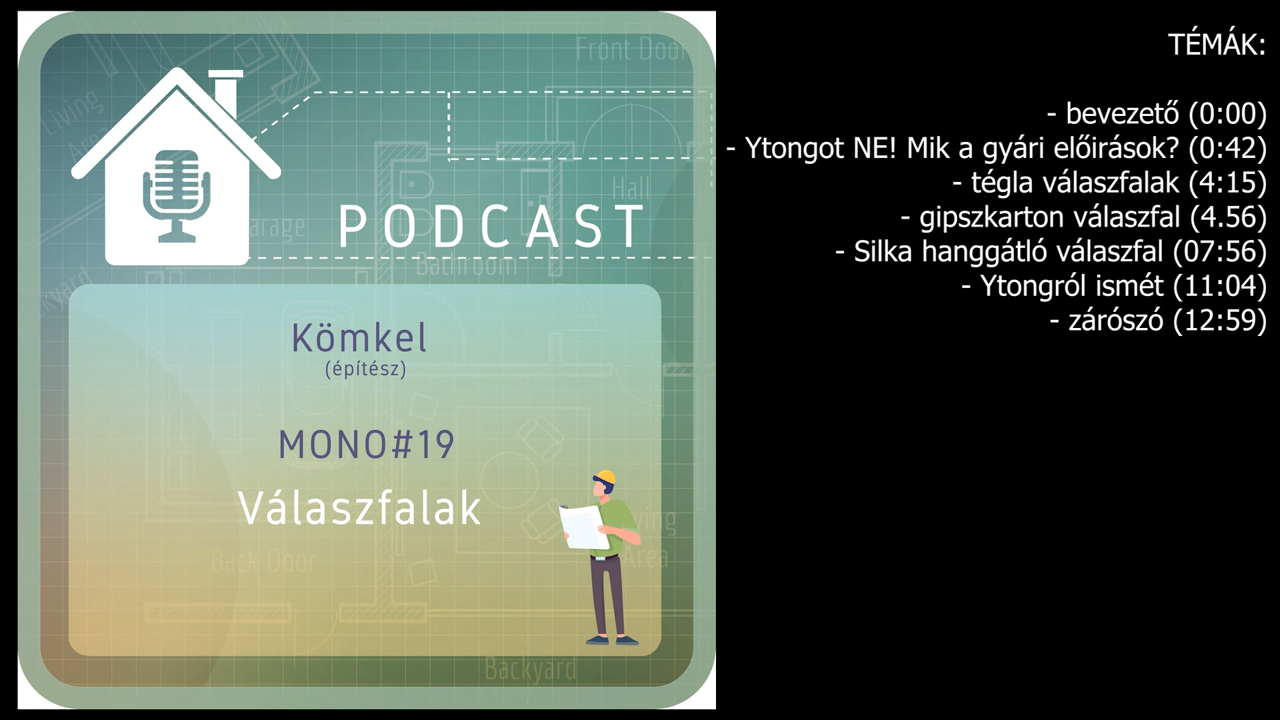 Front Door
Living
Hall
Garage
PODCAST
Bathroom
Kömkel
(építész)
MONO#19
Válaszfalak
Back Door
Living
Area
Backyard
TÉMÁK:
- bevezető (0:00)
- Ytongot NE! Mik a gyári előirások? (0:42)
- tégla válaszfalak (4:15)
- gipszkarton válaszfal (4.56)
- Silka hanggátló válaszfal (07:56)
- Ytongról ismét (11:04)
- zárószó (12:59)